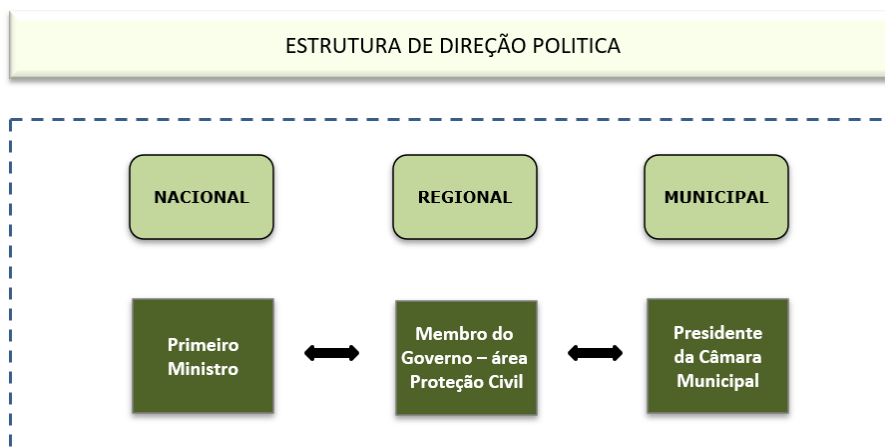 ESTRUTURA DE DIREÇÃO POLITICA
NACIONAL
REGIONAL
MUNICIPAL
Primeiro
Ministro
Membro do
Governo – área
Proteção Civil
Presidente
da Câmara
Municipal